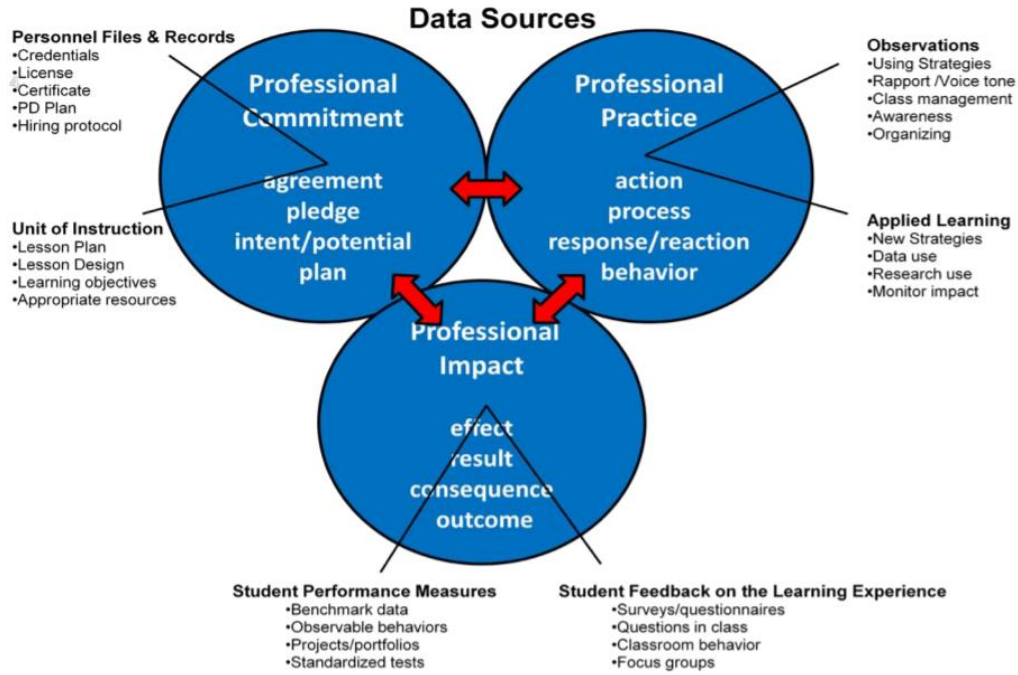 Data Sources
Personnel Files & Records
•Credentials
•License
•Certificate
•PD Plan
•Hiring protocol
Unit of Instruction
•Lesson Plan
•Lesson Design
•Learning objectives
•Appropriate resources
Professional
Commitment
agreement
pledge
intent/potential
plan
Professional
Practice
action
process
response/reaction
behavior
Observations
•Using Strategies
•Rapport /Voice tone
•Class management
•Awareness
•Organizing
Applied Learning
•New Strategies
•Data use
•Research use
•Monitor impact
Professional
Impact
effect
result
consequence
outcome
Student Performance Measures
•Benchmark data
•Observable behaviors
•Projects/portfolios
•Standardized tests
Student Feedback on the Learning Experience
•Surveys/questionnaires
•Questions in class
•Classroom behavior
•Focus groups